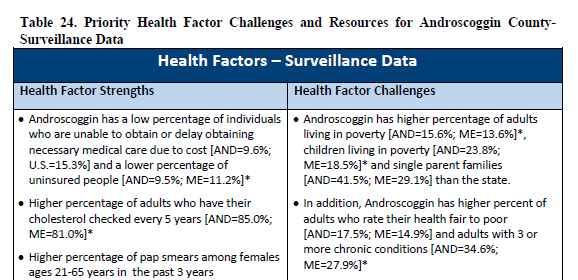 Table 24. Priority Health Factor Challenges and Resources for Androscoggin County-
Surveillance Data
Health Factors – Surveillance Data
Health Factor Strengths
Health Factor Challenges
• Androscoggin has a low percentage of individuals
who are unable to obtain or delay obtaining
necessary medical care due to cost [AND=9.6%;
U.S.=15.3%] and a lower percentage of
uninsured people [AND=9.5%; ME=11.2%]*
• Higher percentage of adults who have their
cholesterol checked every 5 years [AND=85.0%;
ME=81.0%]*
• Higher percentage of pap smears among females
ages 21-65 years in the past 3 years
• Androscoggin has higher percentage of adults
living in poverty [AND=15.6%; ME=13.6%]*,
children living in poverty [AND=23.8%;
ME=18.5%]* and single parent families
[AND=41.5%; ME=29.1%] than the state.
• In addition, Androscoggin has higher percent of
adults who rate their health fair to poor
[AND=17.5%; ME=14.9%] and adults with 3 or
more chronic conditions [AND=34.6%;
ME=27.9%]*